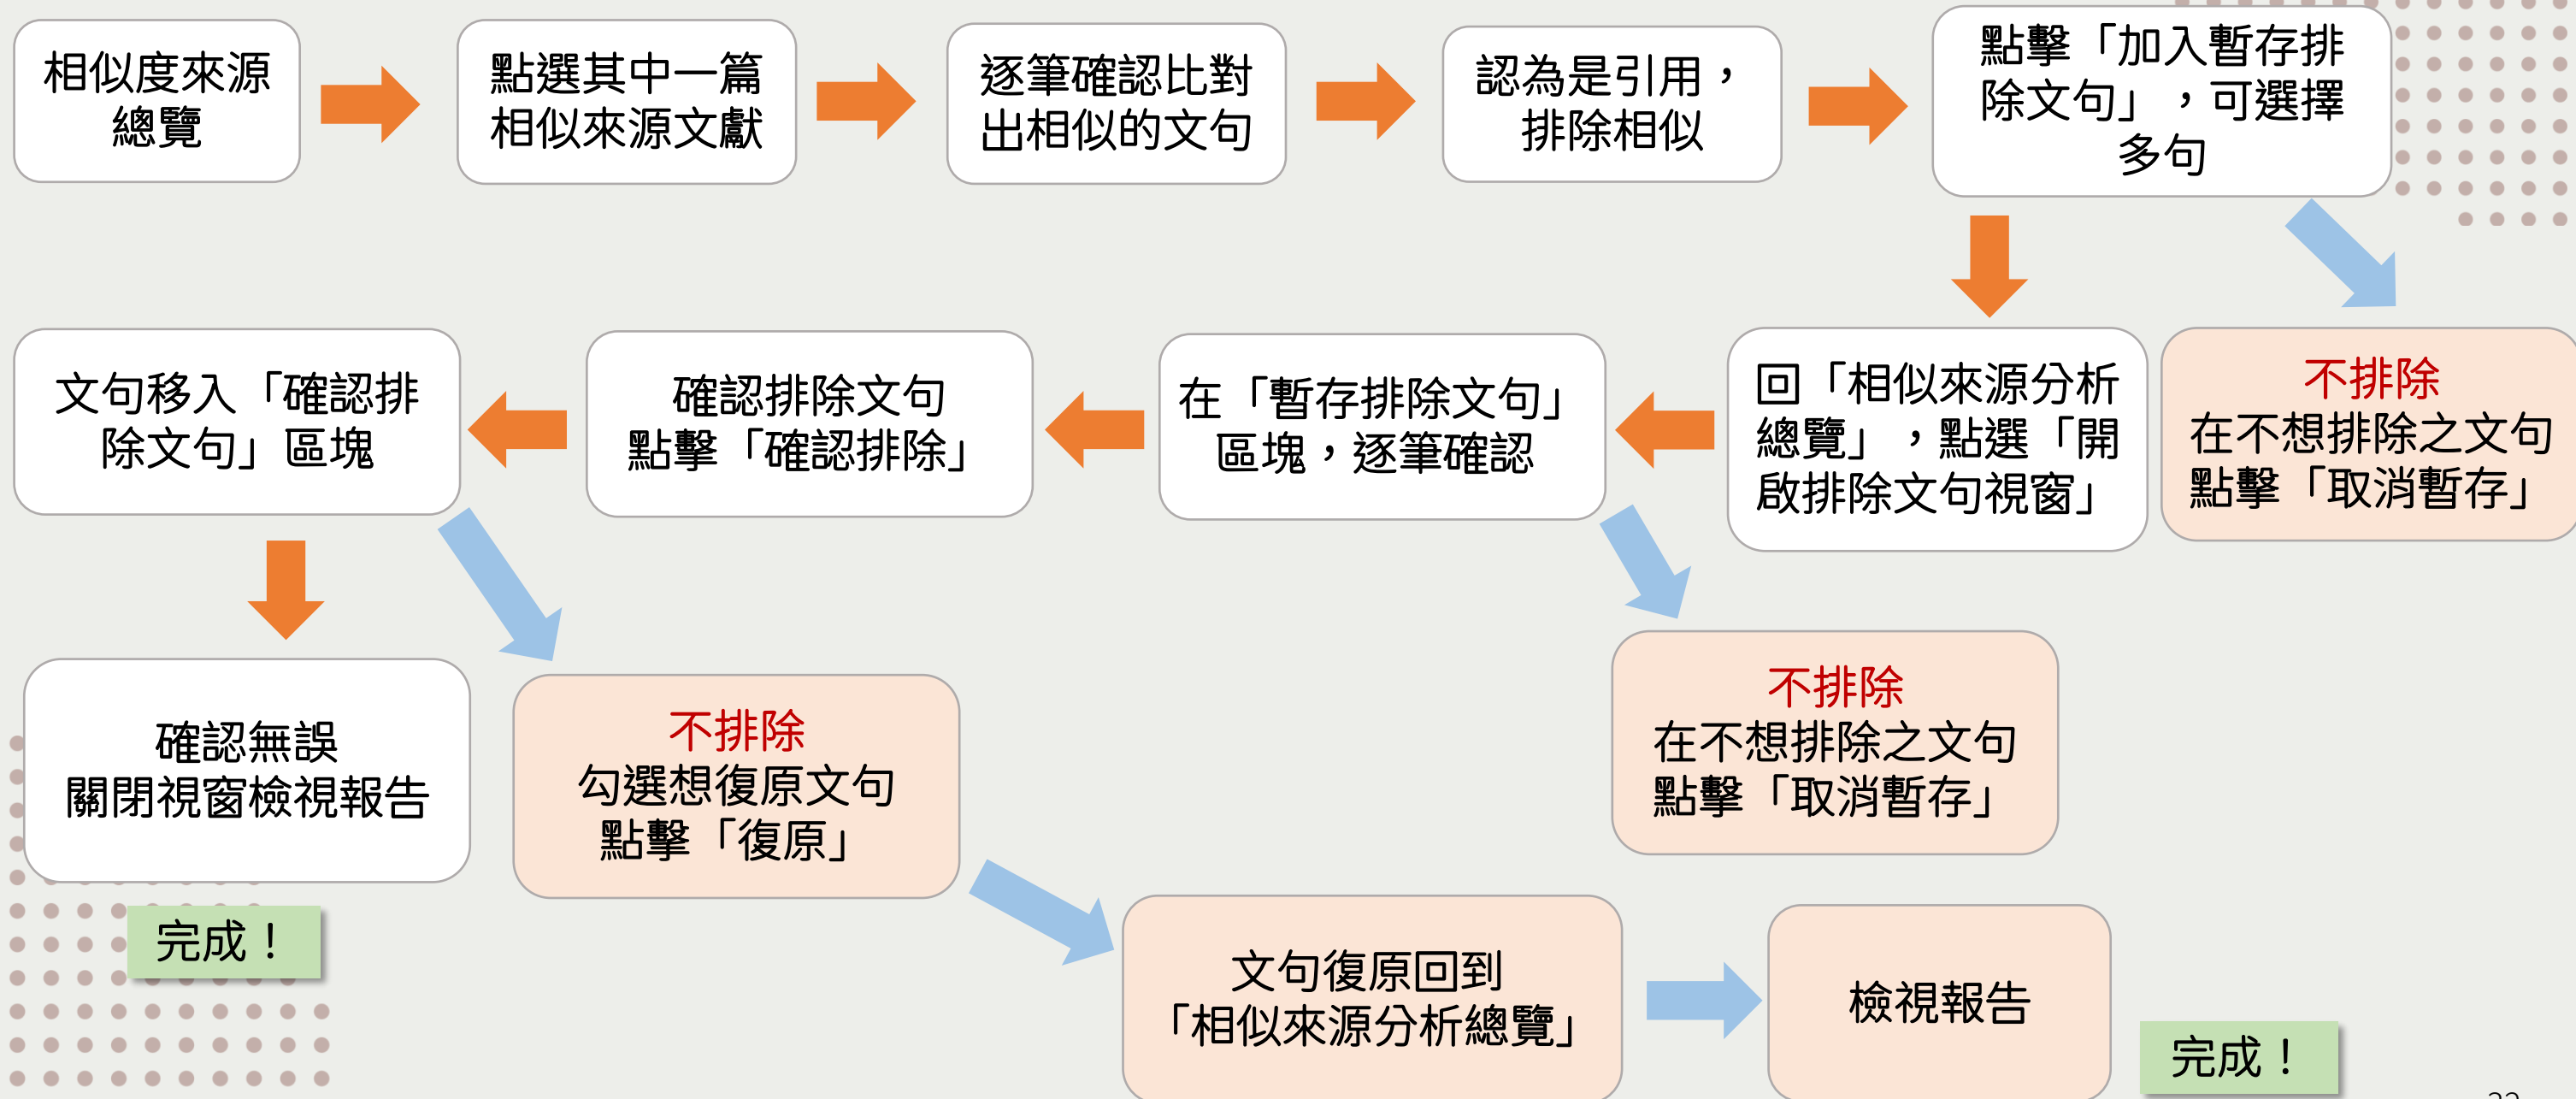 相似度來源
總覽
點選其中一篇
相似來源文獻
逐筆確認比對
出相似的文句
認為是引用，
排除相似
點擊「加入暫存排
除文句」，可選擇
多句
不排除
在不想排除之文句
點擊「取消暫存」
回「相似來源分析
總覽」，點選「開
啟排除文句視窗」
在「暫存排除文句」
區塊，逐筆確認
確認排除文句
點擊「確認排除」
文句移入「確認排
除文句」區塊
不排除
在不想排除之文句
點擊「取消暫存」
確認無誤
關閉視窗檢視報告
完成！
不排除
勾選想復原文句
點擊「復原」
文句復原回到
「相似來源分析總覽」
檢視報告
完成！